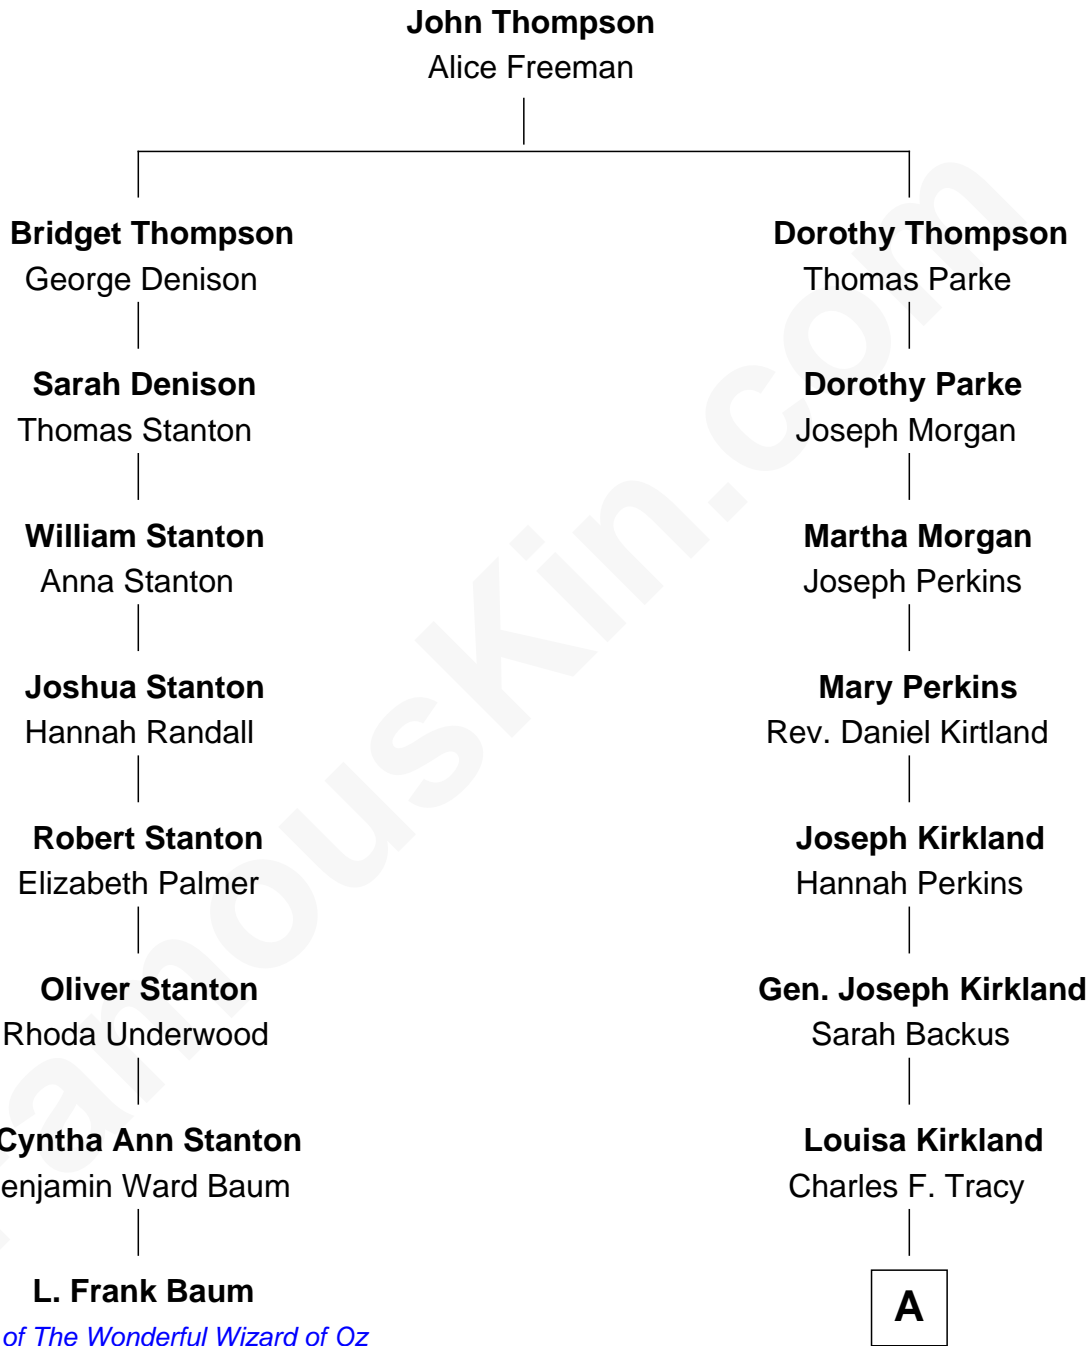 John Thompson
Alice Freeman
Bridget Thompson
George Denison
Dorothy Thompson
Thomas Parke
Sarah Denison
Thomas Stanton
Dorothy Parke
Joseph Morgan
William Stanton
Anna Stanton
Martha Morgan
Joseph Perkins
Joshua Stanton
Hannah Randall
Mary Perkins
Rev. Daniel Kirtland
Robert Stanton
Elizabeth Palmer
Joseph Kirkland
Hannah Perkins
Oliver Stanton
Rhoda Underwood
Gen. Joseph Kirkland
Sarah Backus
Cyntha Ann Stanton
enjamin Ward Baum
Louisa Kirkland
Charles F. Tracy
L. Frank Baum
of The Wonderful Wizard of Oz
A
famouskin.com